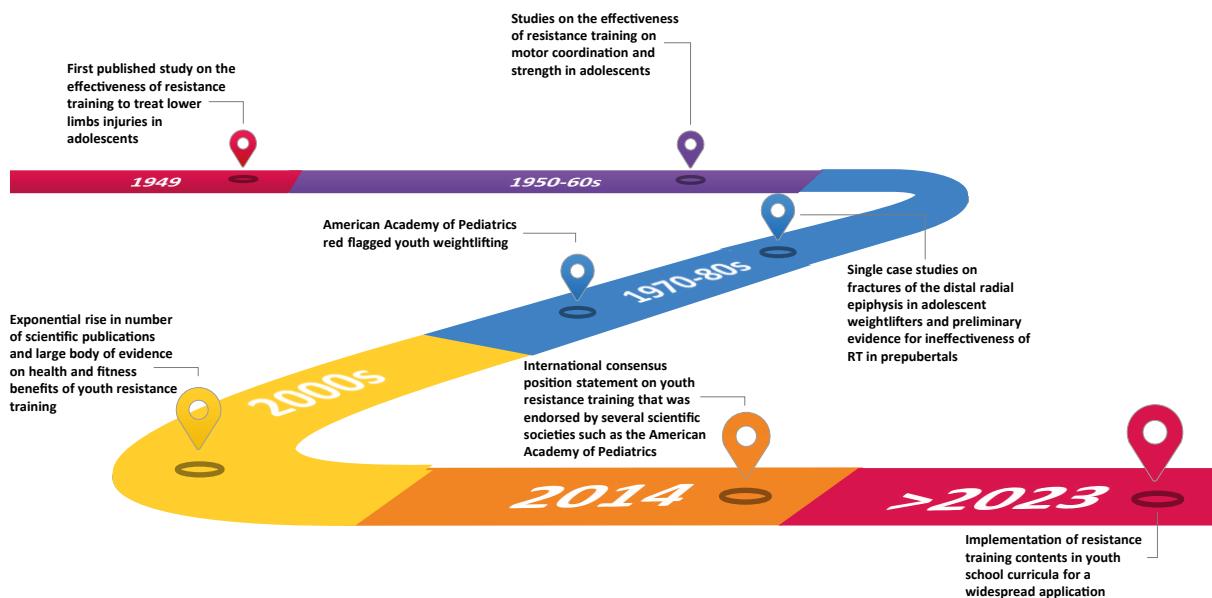 First published study on the
effectiveness of resistance
training to treat lower
limbs injuries in
adolescents
1949
Studies on the effectiveness
of resistance training on
motor coordination and
strength in adolescents
1950-60s
Single case studies on
fractures of the distal radial
epiphysis in adolescent
weightlifters and preliminary
evidence for ineffectiveness of
RT in prepubertals
1970-80s
American Academy of Pediatrics
red flagged youth weightlifting
Exponential rise in number
of scientific publications
and large body of evidence
on health and fitness
benefits of youth resistance
training
2000s
International consensus
position statement on youth
resistance training that was
endorsed by several scientific
societies such as the American
Academy of Pediatrics
2014
>2023
Implementation of resistance
training contents in youth
school curricula for a
widespread application